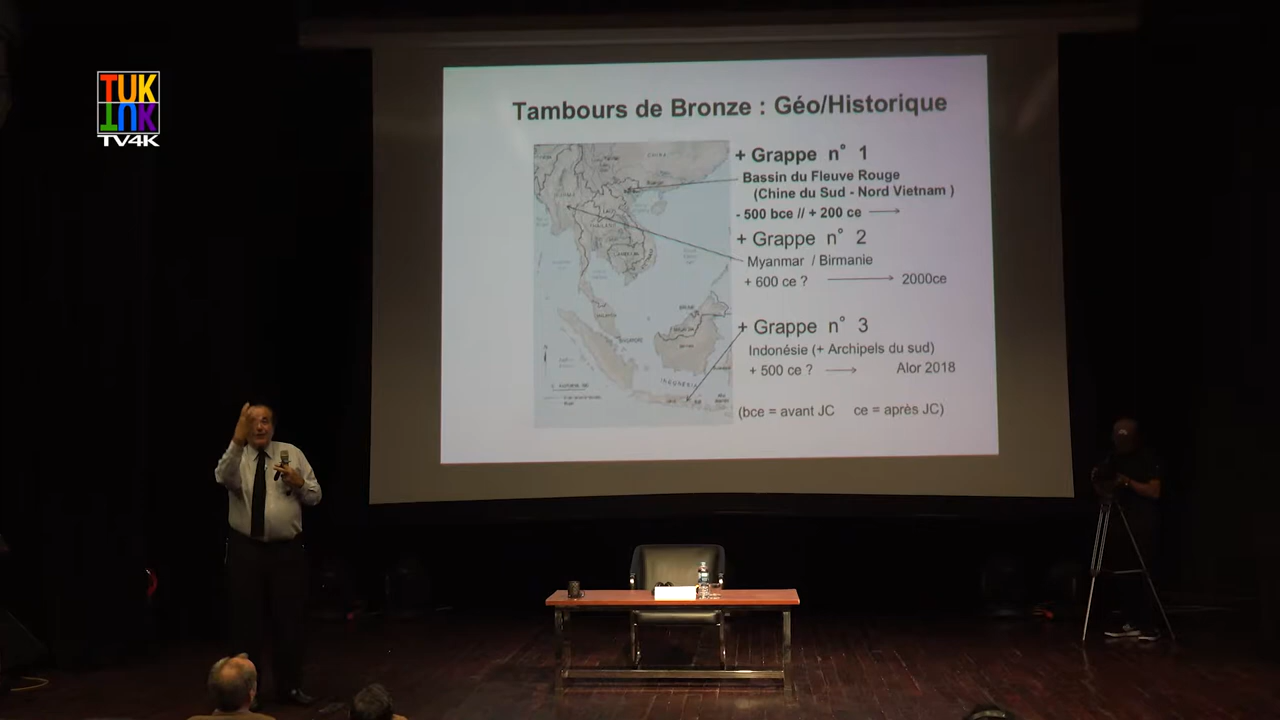 TUK
TUK
TV4K
Tambours de Bronze : Géo/Historique
+ Grappe n° 1
Bassin du Fleuve Rouge
(Chine du Sud - Nord Vietnam )
- 500 bce // + 200 ce →
+ Grappe n° 2
Myanmar / Birmanie
+ 600 ce ? → 2000ce
+ Grappe n° 3
Indonésie (+ Archipels du sud)
+ 500 ce ? → Alor 2018
(bce = avant JC ce = après JC)
CHINA
INDONESIA